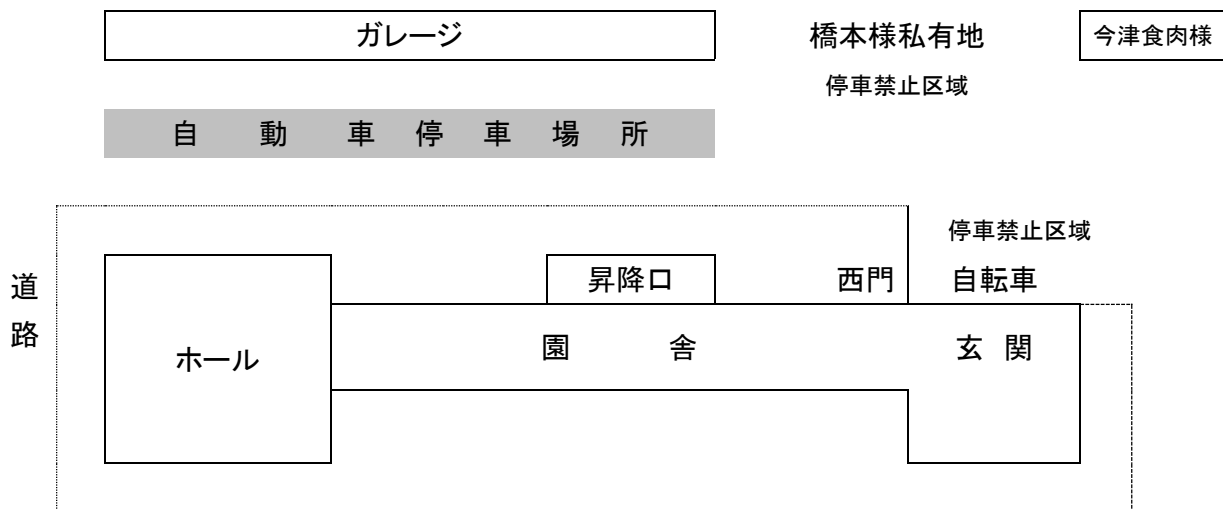 ガレージ
橋本様私有地
今津食肉様
停車禁止区域
自動車停車場所
停車禁止区域
道路
昇降口
西門
自転車
ホール
園舎
玄関